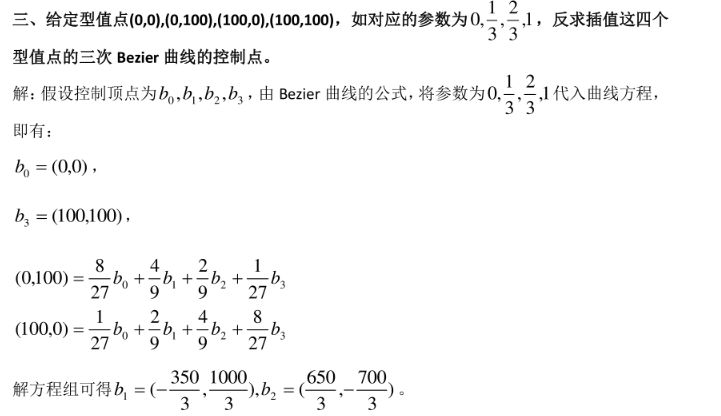 三、给定型值点(0,0),(0,100),(100,0),(100,100)，如对应的参数为0,1/3,2/3,1，反求插值这四个
型值点的三次 Bezier 曲线的控制点。
解：假设控制顶点为b₀,b₁,b₂,b₃，由 Bezier 曲线的公式，将参数为0,1/3,2/3,1代入曲线方程，
即有：
b₀ = (0,0)，
b₃ = (100,100)，
(0,100) = 8/27 b₀ + 4/9 b₁ + 2/9 b₂ + 1/27 b₃
(100,0) = 1/27 b₀ + 2/9 b₁ + 4/9 b₂ + 8/27 b₃
解方程组可得b₁ = (-350/3, 1000/3), b₂ = (650/3, -700/3)。